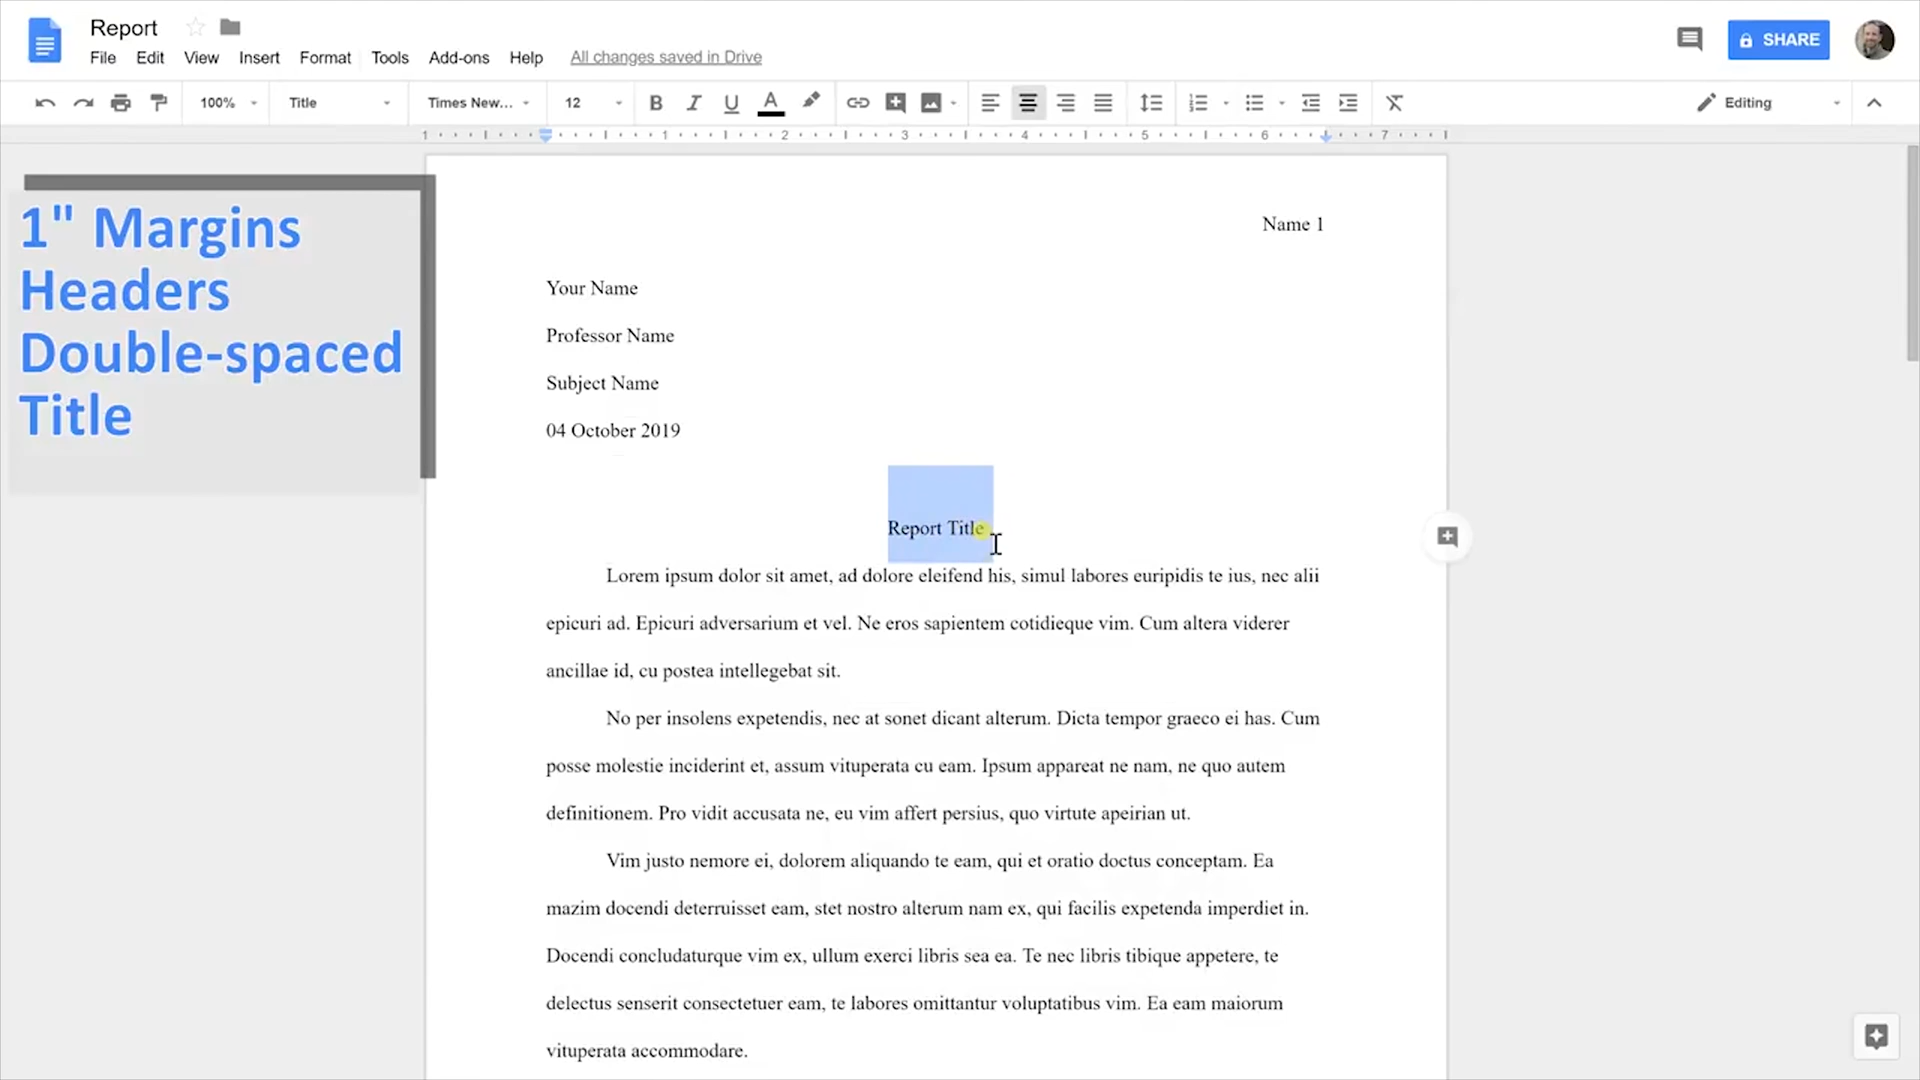 Report
File Edit View Insert Format Tools Add-ons Help All changes saved in Drive
SHARE
100% Title Times New... 12 B I U A Editing
1 1 2 3 4 5 6 7
1" Margins
Headers
Double-spaced
Title
Name 1
Your Name
Professor Name
Subject Name
04 October 2019
Report Title
Lorem ipsum dolor sit amet, ad dolore eleifend his, simul labores euripidis te ius, nec alii
epicuri ad. Epicuri adversarium et vel. Ne eros sapientem cotidieque vim. Cum altera viderer
ancillae id, cu postea intellegebat sit.
No per insolens expetendis, nec at sonet dicant alterum. Dicta tempor graeco ei has. Cum
posse molestie inciderint et, assum vituperata cu eam. Ipsum appareat ne nam, ne quo autem
definitionem. Pro vidit accusata ne, eu vim affert persius, quo virtute apeirian ut.
Vim justo nemore ei, dolorem aliquando te eam, qui et oratio doctus conceptam. Ea
mazim docendi deterruisset eam, stet nostro alterum nam ex, qui facilis expetenda imperdiet in.
Docendi concludaturque vim ex, ullum exerci libris sea ea. Te nec libris tibique appetere, te
delectus senserit consectetuer eam, te labores omittantur voluptatibus vim. Ea eam maiorum
vituperata accommodare.